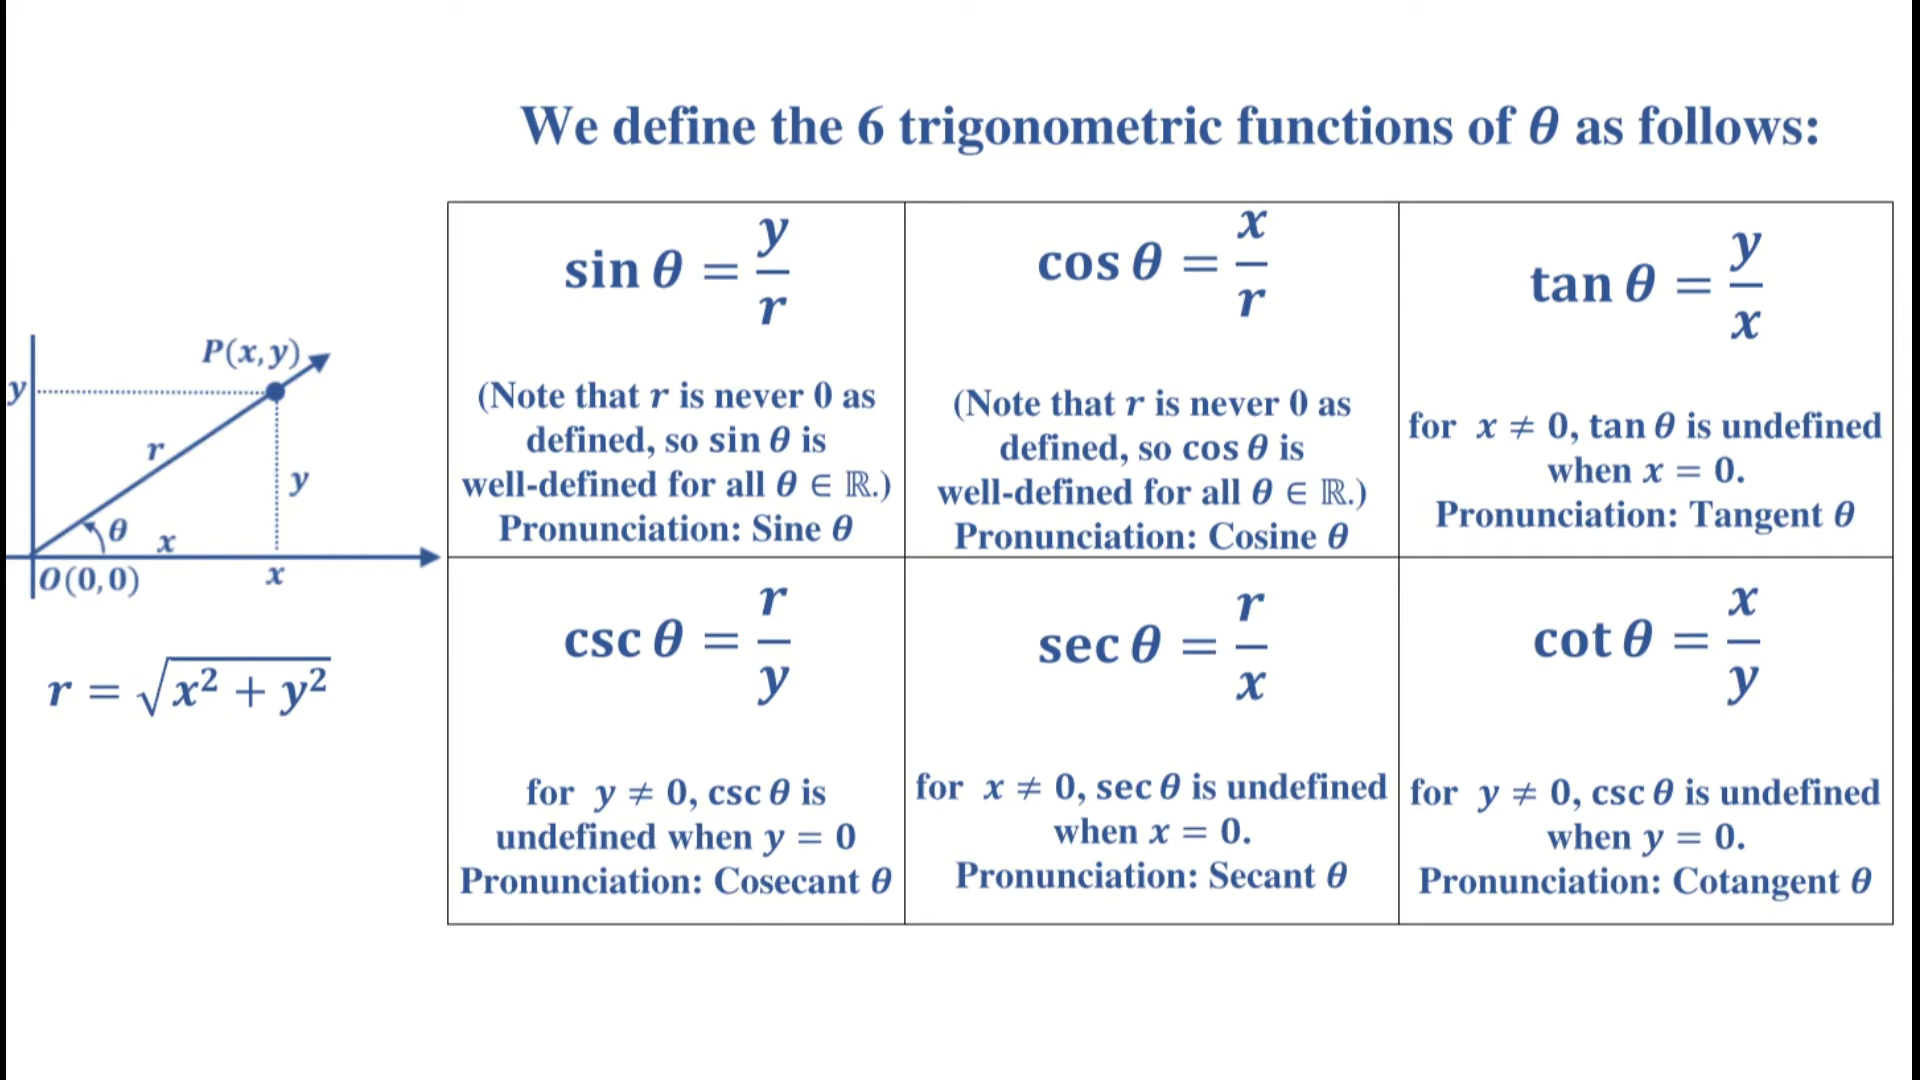 We define the 6 trigonometric functions of θ as follows:
P(x, y)
y
r
y
θ
x
O(0, 0)
x
r = √(x² + y²)
sin θ = y/r
(Note that r is never 0 as
defined, so sin θ is
well-defined for all θ ∈ ℝ.)
Pronunciation: Sine θ
cos θ = x/r
(Note that r is never 0 as
defined, so cos θ is
well-defined for all θ ∈ ℝ.)
Pronunciation: Cosine θ
tan θ = y/x
for x ≠ 0, tan θ is undefined
when x = 0.
Pronunciation: Tangent θ
csc θ = r/y
for y ≠ 0, csc θ is
undefined when y = 0
Pronunciation: Cosecant θ
sec θ = r/x
for x ≠ 0, sec θ is undefined
when x = 0.
Pronunciation: Secant θ
cot θ = x/y
for y ≠ 0, csc θ is undefined
when y = 0.
Pronunciation: Cotangent θ